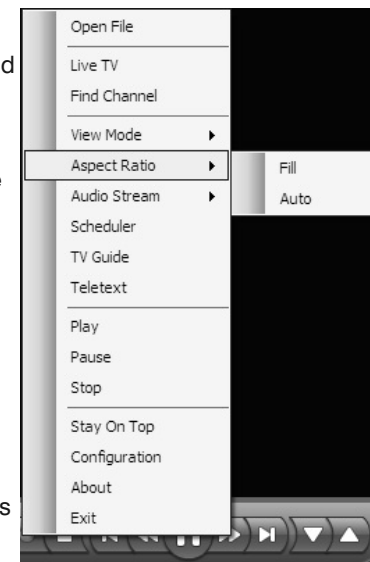 Open File
Live TV
Find Channel
View Mode
Aspect Ratio
Fill
Audio Stream
Auto
Scheduler
TV Guide
Teletext
Play
Pause
Stop
Stay On Top
Configuration
About
Exit